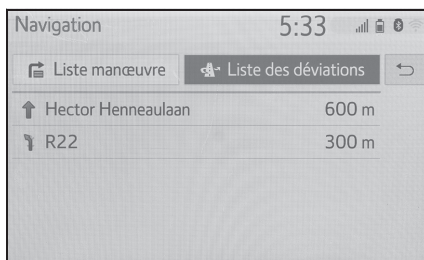 Navigation 5:33
Liste manœuvre Liste des déviations
Hector Henneaulaan 600 m
R22 300 m